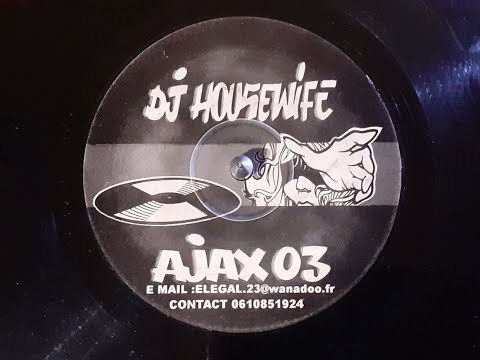 DJ HOUSEWIFE
AJAX 03
E MAIL :ELEGAL.23@wanadoo.fr
CONTACT 0610851924